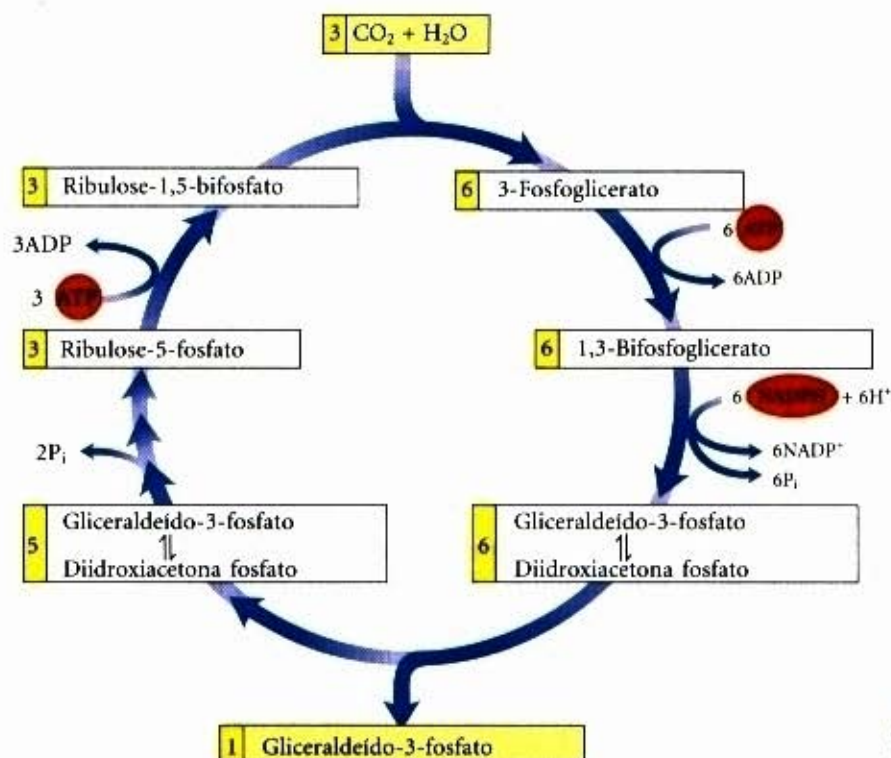 3 CO₂ + H₂O
3 Ribulose-1,5-bifosfato
6 3-Fosfoglicerato
3ADP
3 ATP
6
6ADP
3 Ribulose-5-fosfato
6 1,3-Bifosfoglicerato
6 NADPH + 6H⁺
6NADP⁺
6Pᵢ
2Pᵢ
5 Gliceraldeído-3-fosfato
⇅
Diidroxiacetona fosfato
6 Gliceraldeído-3-fosfato
⇅
Diidroxiacetona fosfato
1 Gliceraldeído-3-fosfato